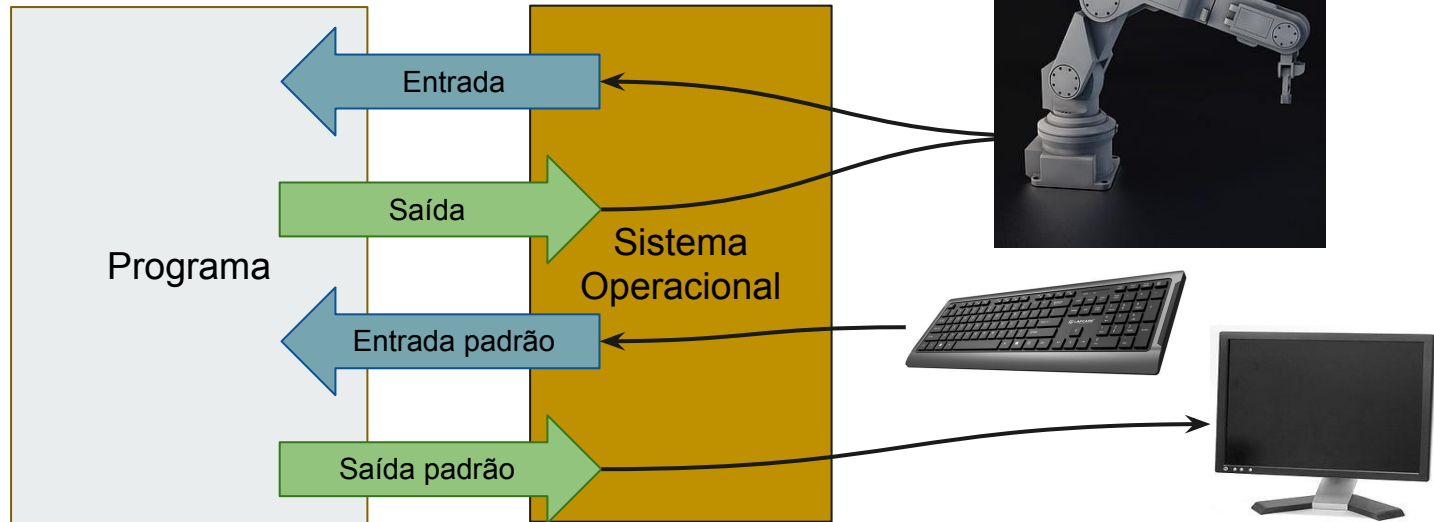 Entrada
Saída
Programa
Sistema
Operacional
Entrada padrão
Saída padrão